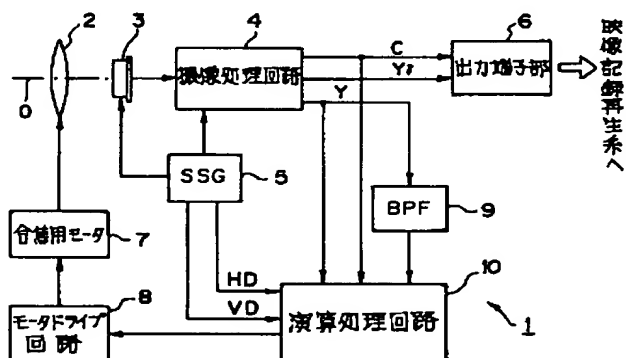 2
3
4
6
撮像処理回路
C
Yγ
Y
出力端子部
映像記録再生系へ
O
SSG
5
BPF
9
合焦用モータ
7
HD
VD
10
8
モータドライブ
回路
演算処理回路
1